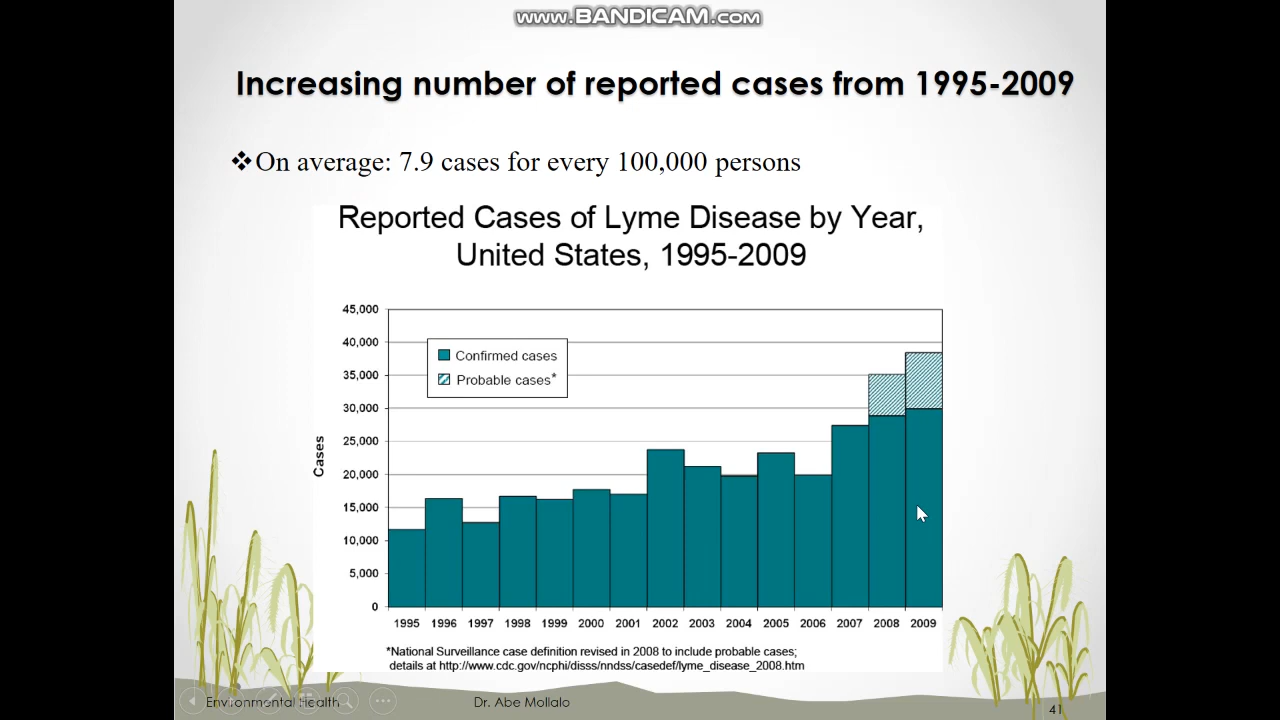 www.BANDICAM.com
Increasing number of reported cases from 1995-2009
❖On average: 7.9 cases for every 100,000 persons
Reported Cases of Lyme Disease by Year,
United States, 1995-2009
45,000
40,000
35,000
30,000
25,000
20,000
15,000
10,000
5,000
0
Cases
Confirmed cases
Probable cases*
1995 1996 1997 1998 1999 2000 2001 2002 2003 2004 2005 2006 2007 2008 2009
*National Surveillance case definition revised in 2008 to include probable cases;
details at http://www.cdc.gov/ncphi/disss/nndss/casedef/lyme_disease_2008.htm
Environmental Health Dr. Abe Mollalo 41